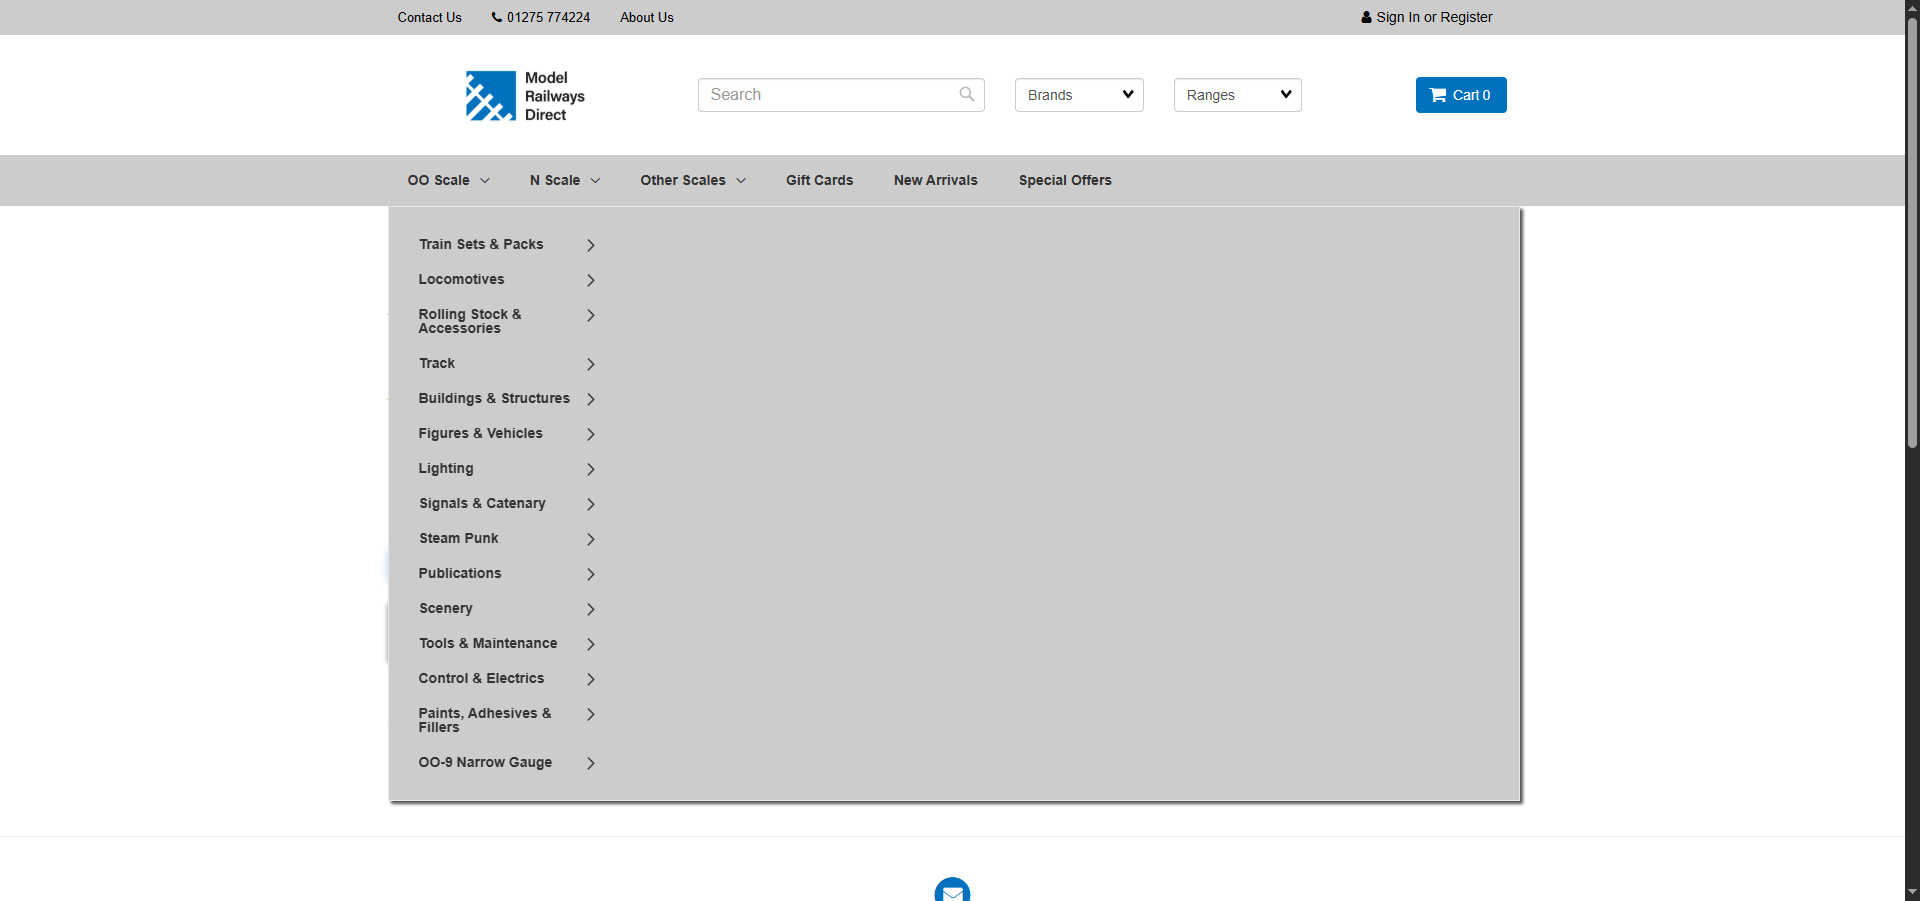 Contact Us
01275 774224
About Us
Sign In or Register
Model
Railways
Direct
Search
Brands
Ranges
Cart 0
OO Scale
N Scale
Other Scales
Gift Cards
New Arrivals
Special Offers
Train Sets & Packs
Locomotives
Rolling Stock &
Accessories
Track
Buildings & Structures
Figures & Vehicles
Lighting
Signals & Catenary
Steam Punk
Publications
Scenery
Tools & Maintenance
Control & Electrics
Paints, Adhesives &
Fillers
OO-9 Narrow Gauge